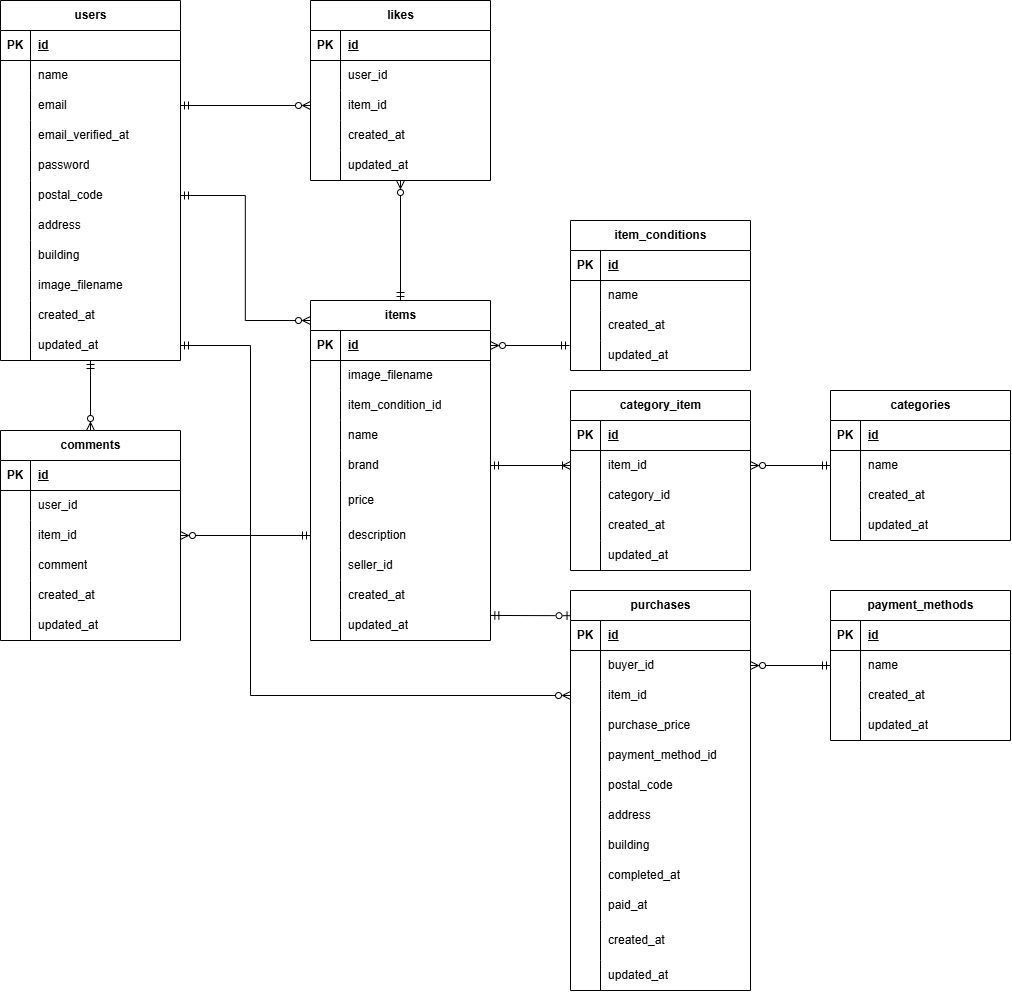 users
PK id
name
email
email_verified_at
password
postal_code
address
building
image_filename
created_at
updated_at
likes
PK id
user_id
item_id
created_at
updated_at
item_conditions
PK id
name
created_at
updated_at
items
PK id
image_filename
item_condition_id
name
brand
price
description
seller_id
created_at
updated_at
category_item
PK id
item_id
category_id
created_at
updated_at
categories
PK id
name
created_at
updated_at
comments
PK id
user_id
item_id
comment
created_at
updated_at
purchases
PK id
buyer_id
item_id
purchase_price
payment_method_id
postal_code
address
building
completed_at
paid_at
created_at
updated_at
payment_methods
PK id
name
created_at
updated_at